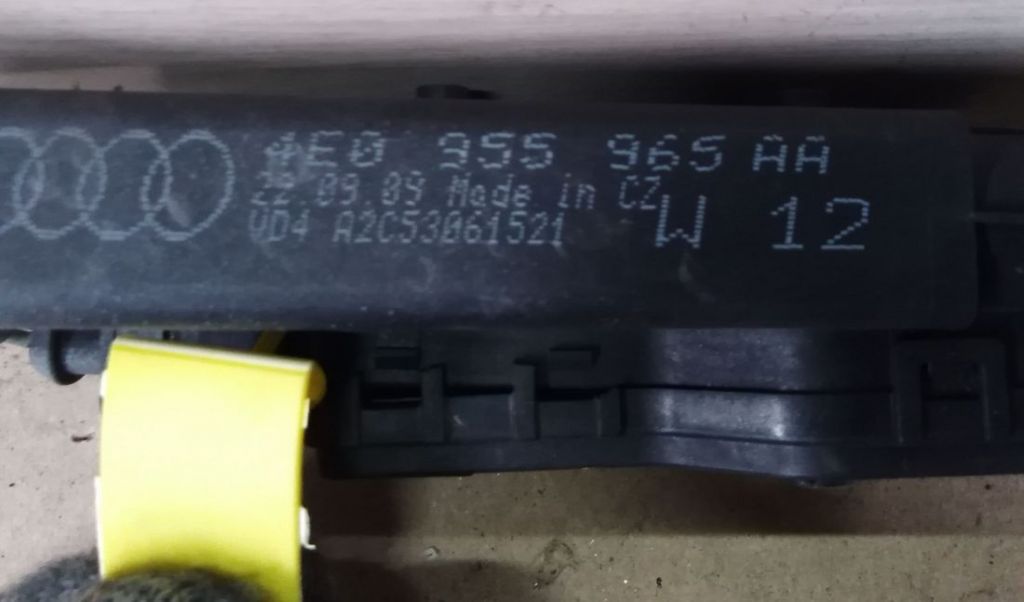 4E0 955 965 AA
22.09.09 Made in CZ
VD4 A2C53061521
W 12